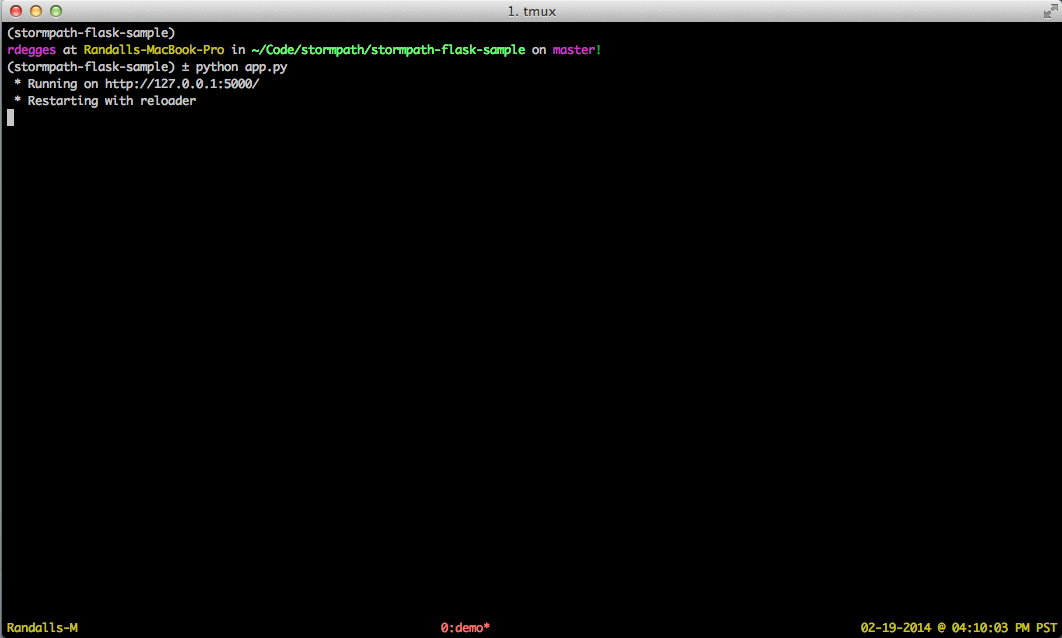 1. tmux
(stormpath-flask-sample)
rdegges at Randalls-MacBook-Pro in ~/Code/stormpath/stormpath-flask-sample on master!
(stormpath-flask-sample) ± python app.py
 * Running on http://127.0.0.1:5000/
 * Restarting with reloader
Randalls-M 0:demo* 02-19-2014 @ 04:10:03 PM PST